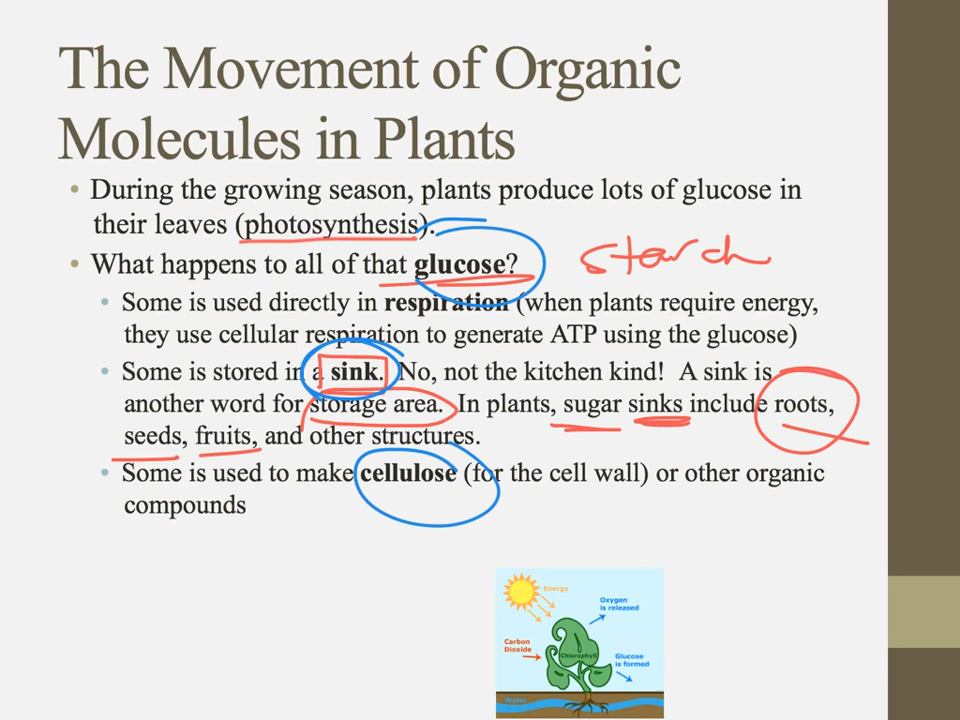 The Movement of Organic
Molecules in Plants
• During the growing season, plants produce lots of glucose in
their leaves (photosynthesis).
• What happens to all of that glucose?
starch
• Some is used directly in respiration (when plants require energy,
they use cellular respiration to generate ATP using the glucose)
• Some is stored in a sink. No, not the kitchen kind! A sink is
another word for storage area. In plants, sugar sinks include roots,
seeds, fruits, and other structures.
• Some is used to make cellulose (for the cell wall) or other organic
compounds
Energy
Oxygen
is released
Carbon
Dioxide
Chlorophyll
Glucose
is formed
Water